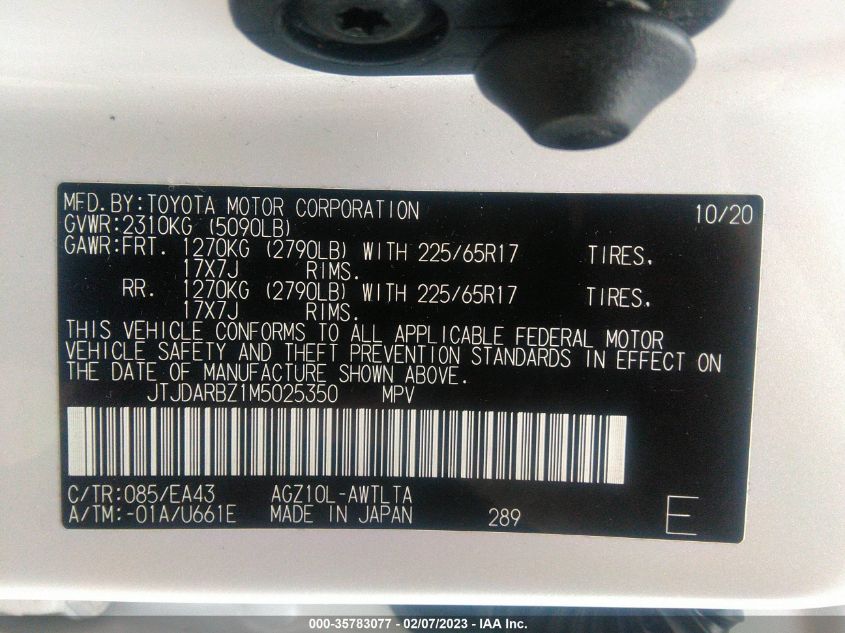 MFD.BY:TOYOTA MOTOR CORPORATION 10/20
GVWR:2310KG (5090LB)
GAWR:FRT. 1270KG (2790LB) WITH 225/65R17 TIRES.
17X7J RIMS.
RR. 1270KG (2790LB) WITH 225/65R17 TIRES.
17X7J RIMS.
THIS VEHICLE CONFORMS TO ALL APPLICABLE FEDERAL MOTOR
VEHICLE SAFETY AND THEFT PREVENTION STANDARDS IN EFFECT ON
THE DATE OF MANUFACTURE SHOWN ABOVE.
JTJDARBZ1M5025350 MPV
C/TR:085/EA43 AGZ10L-AWTLTA
A/TM:-01A/U661E MADE IN JAPAN 289 E
000-35783077 - 02/07/2023 - IAA Inc.